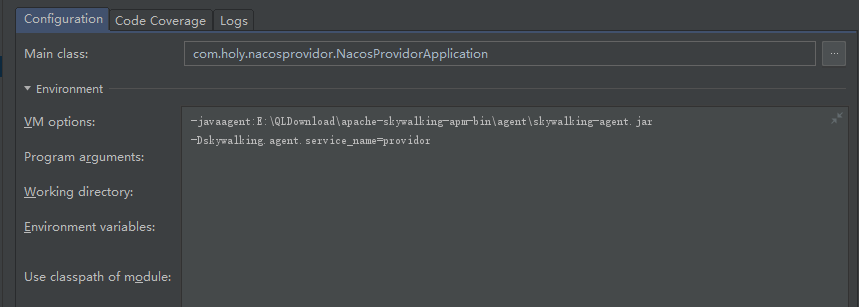 Configuration Code Coverage Logs
Main class: com.holy.nacosprovidor.NacosProvidorApplication ...
Environment
VM options: -javaagent:E:\QLDownload\apache-skywalking-apm-bin\agent\skywalking-agent.jar
-Dskywalking.agent.service_name=providor
Program arguments:
Working directory:
Environment variables:
Use classpath of module: